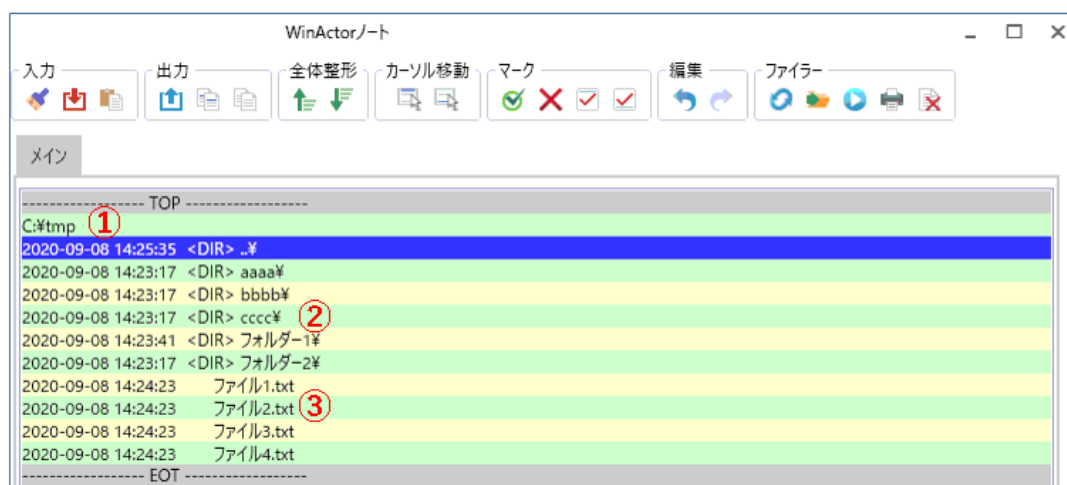 WinActorノート
入力 出力 全体整形 カーソル移動 マーク 編集 ファイラー
メイン
------------------ TOP ------------------
C:¥tmp ①
2020-09-08 14:25:35 <DIR> ..¥
2020-09-08 14:23:17 <DIR> aaaa¥
2020-09-08 14:23:17 <DIR> bbbb¥
2020-09-08 14:23:17 <DIR> cccc¥ ②
2020-09-08 14:23:41 <DIR> フォルダー1¥
2020-09-08 14:23:17 <DIR> フォルダー2¥
2020-09-08 14:24:23 ファイル1.txt
2020-09-08 14:24:23 ファイル2.txt ③
2020-09-08 14:24:23 ファイル3.txt
2020-09-08 14:24:23 ファイル4.txt
------------------ EOT ------------------